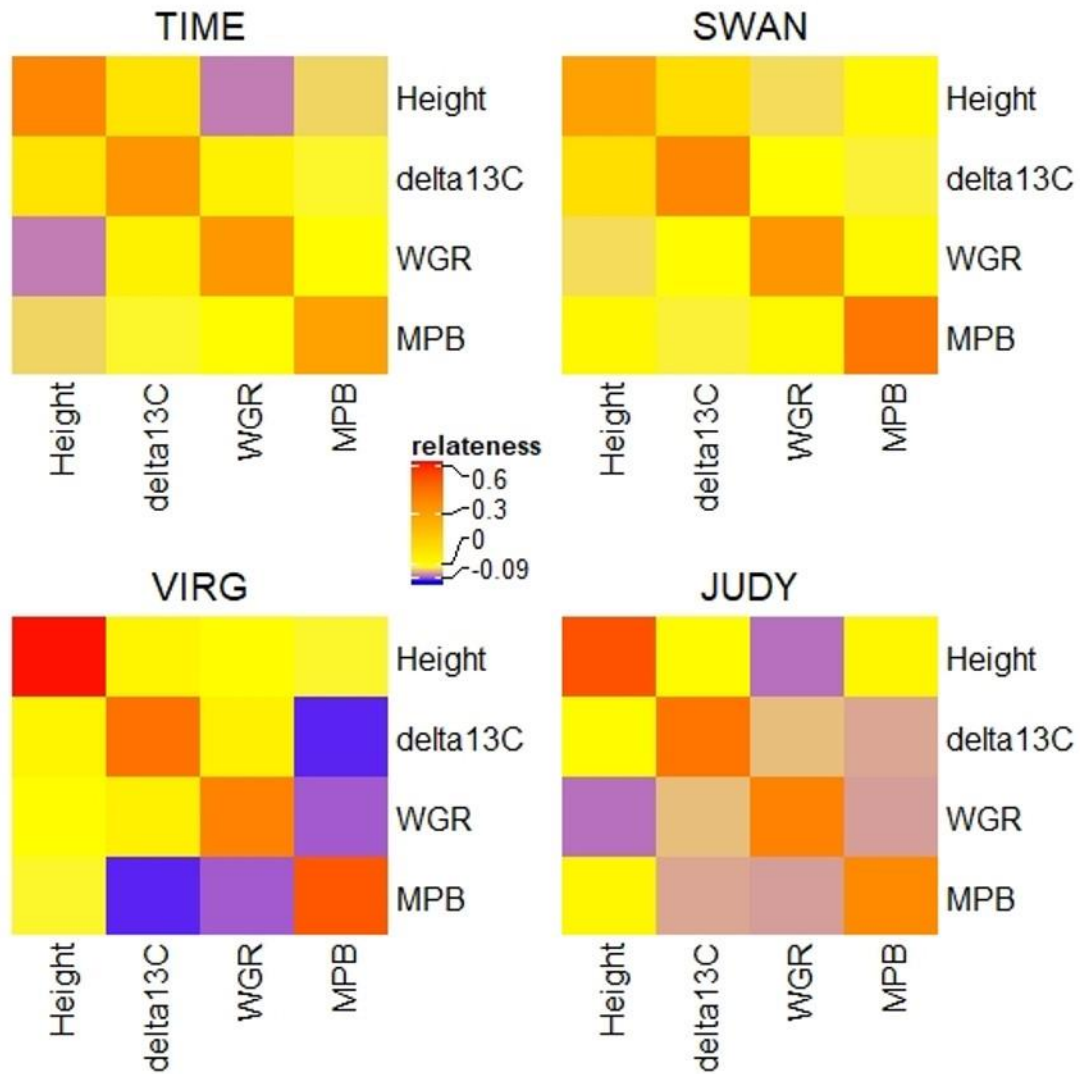 TIME
Height
delta13C
WGR
MPB
Height
delta13C
WGR
MPB
SWAN
Height
delta13C
WGR
MPB
Height
delta13C
WGR
MPB
relateness
0.6
0.3
0
-0.09
VIRG
Height
delta13C
WGR
MPB
Height
delta13C
WGR
MPB
JUDY
Height
delta13C
WGR
MPB
Height
delta13C
WGR
MPB